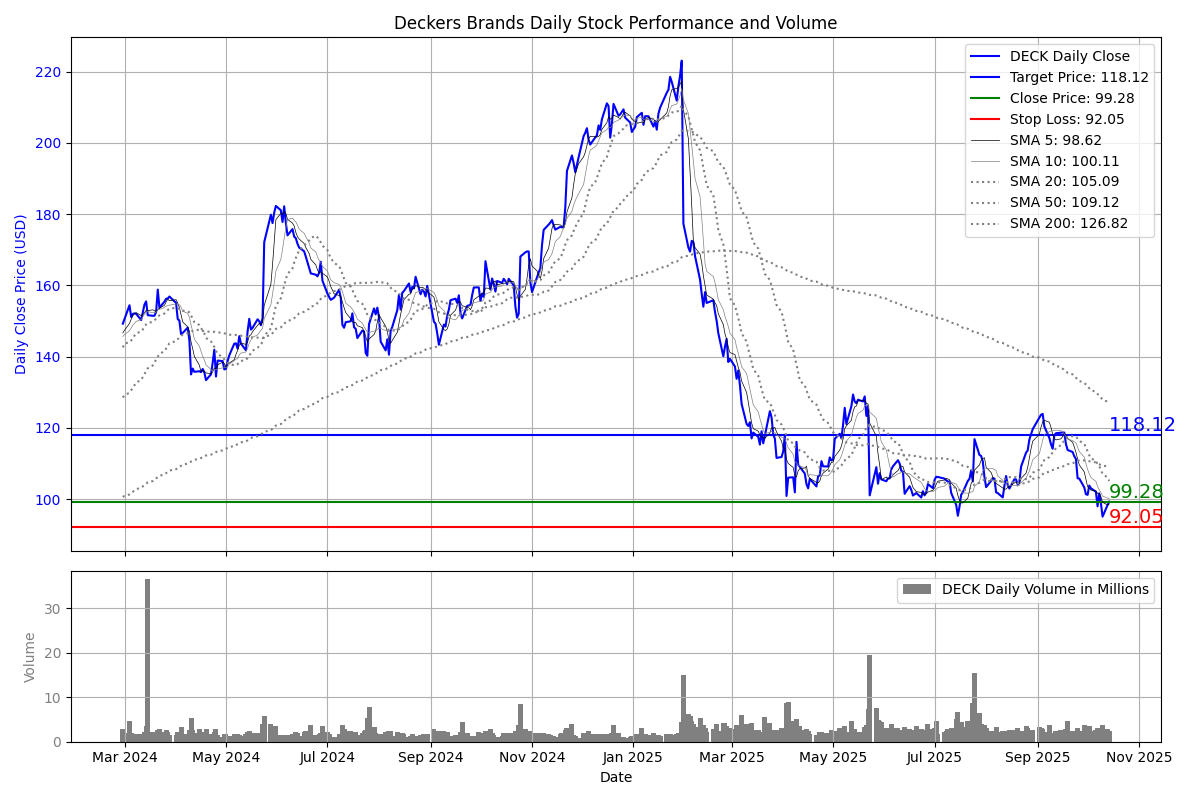 Deckers Brands Daily Stock Performance and Volume
Daily Close Price (USD)
220
200
180
160
140
120
100
DECK Daily Close
Target Price: 118.12
Close Price: 99.28
Stop Loss: 92.05
SMA 5: 98.62
SMA 10: 100.11
SMA 20: 105.09
SMA 50: 109.12
SMA 200: 126.82
118.12
99.28
92.05
Volume
30
20
10
0
DECK Daily Volume in Millions
Mar 2024 May 2024 Jul 2024 Sep 2024 Nov 2024 Jan 2025 Mar 2025 May 2025 Jul 2025 Sep 2025 Nov 2025
Date